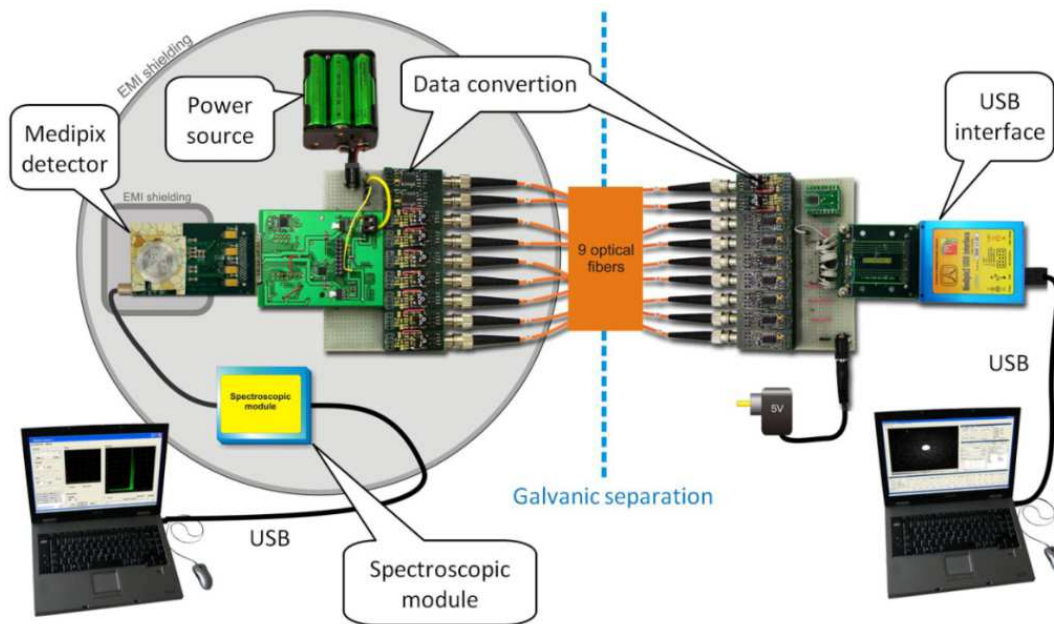 EMI shielding
Power
source
Data convertion
USB
interface
Medipix
detector
EMI shielding
9 optical
fibers
Spectroscopic
module
5V
USB
Galvanic separation
USB
Spectroscopic
module